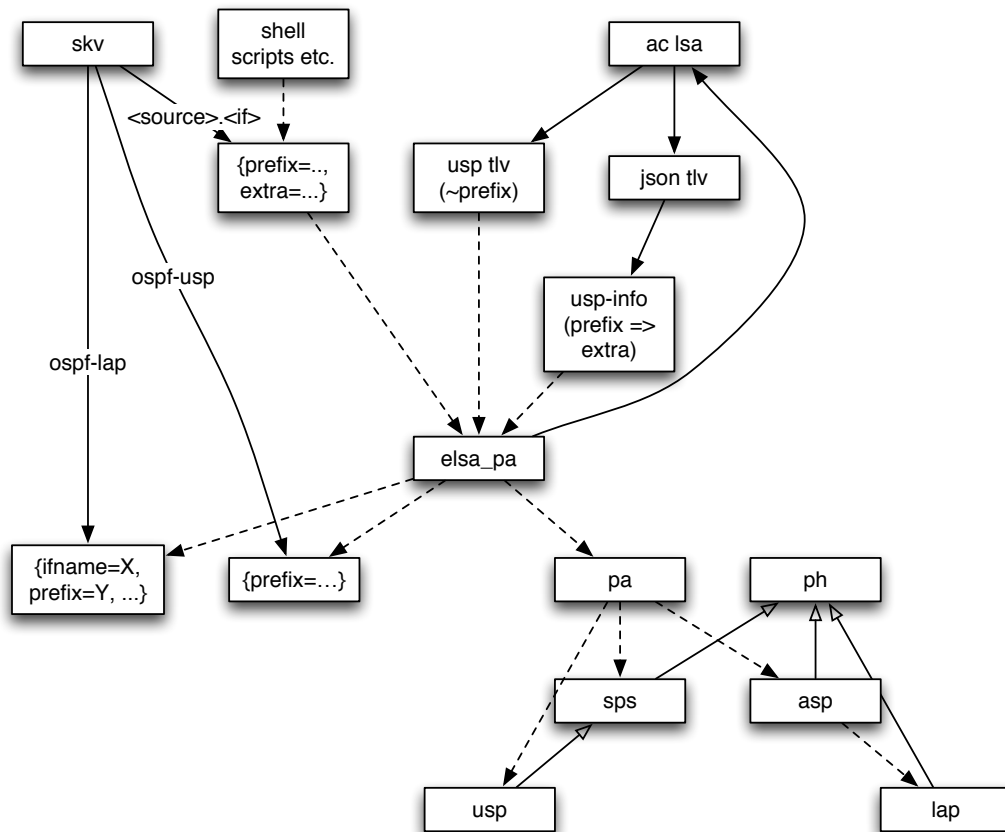 skv
shell
scripts etc.
ac lsa
<source>.<if>
{prefix=..,
extra=...}
usp tlv
(~prefix)
json tlv
ospf-usp
usp-info
(prefix =>
extra)
ospf-lap
elsa_pa
{ifname=X,
prefix=Y, ...}
{prefix=…}
pa
ph
sps
asp
usp
lap